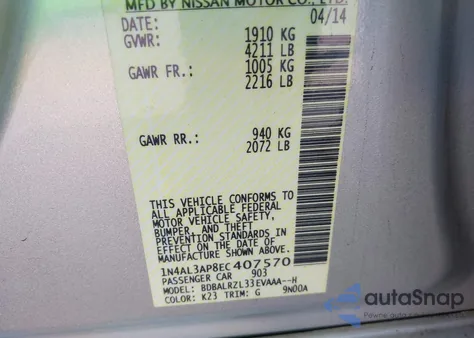 MFD BY NISSAN MOTOR CO., LTD.
DATE: 04/14
GVWR: 1910 KG
4211 LB
GAWR FR.: 1005 KG
2216 LB
GAWR RR.: 940 KG
2072 LB
THIS VEHICLE CONFORMS TO
ALL APPLICABLE FEDERAL
MOTOR VEHICLE SAFETY,
BUMPER, AND THEFT
PREVENTION STANDARDS
IN EFFECT ON THE DATE OF
MANUFACTURE SHOWN ABOVE.
1N4AL3AP8EC407570
PASSENGER CAR 903
MODEL: BDBALRZL33EVAAA--H
COLOR: K23 TRIM: G 9N00A
autoSnap
Powered by AutoBidMaster